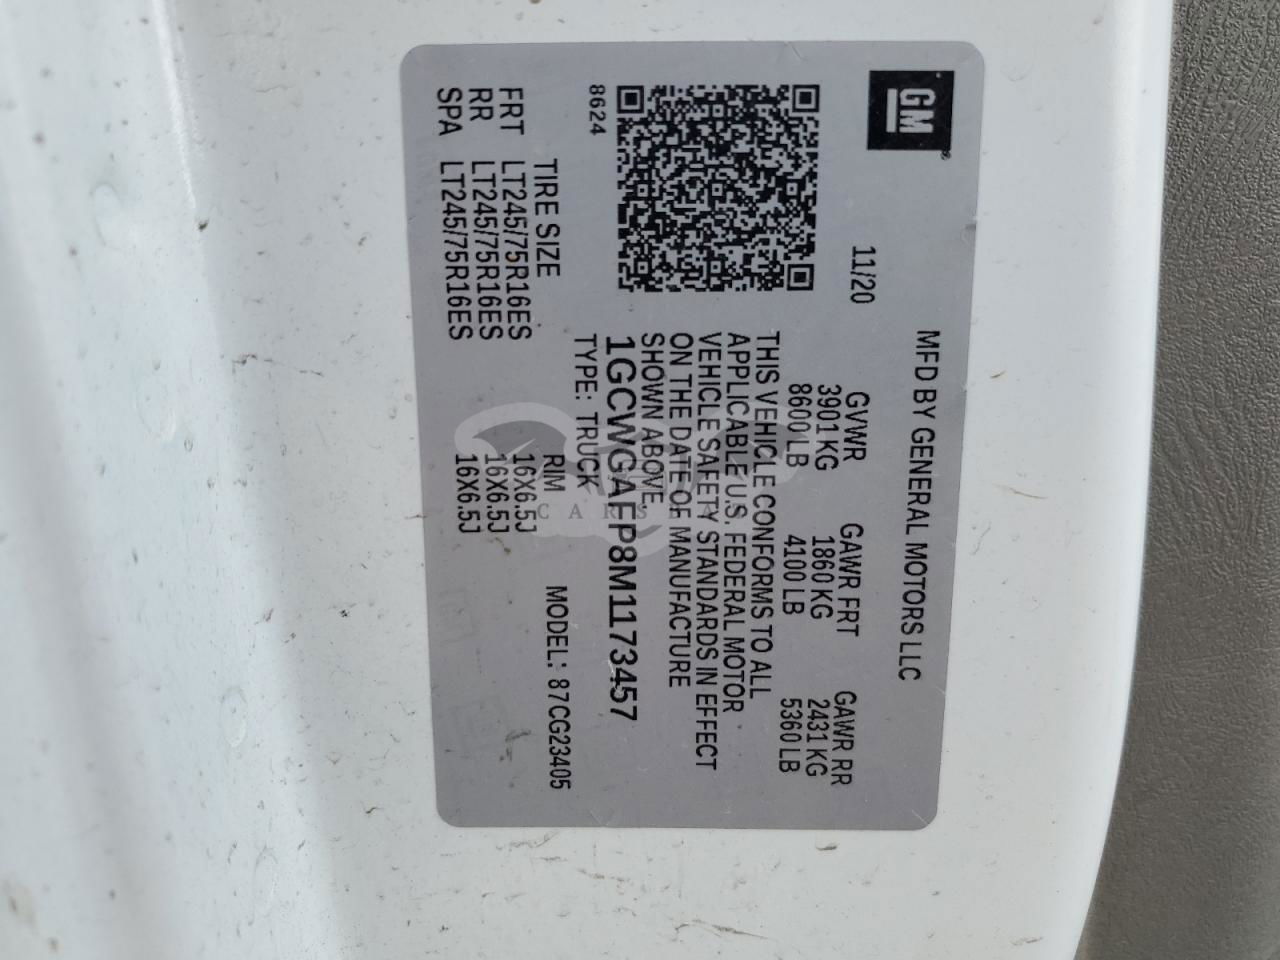 GM
MFD BY GENERAL MOTORS LLC
11/20
GVWR GAWR FRT GAWR RR
3901 KG 1860 KG 2431 KG
8600 LB 4100 LB 5360 LB
THIS VEHICLE CONFORMS TO ALL
APPLICABLE U.S. FEDERAL MOTOR
VEHICLE SAFETY STANDARDS IN EFFECT
ON THE DATE OF MANUFACTURE
SHOWN ABOVE.
1GCWGAFP8M1173457
8624
TYPE: TRUCK MODEL: 87CG23405
TIRE SIZE RIM
FRT LT245/75R16ES 16X6.5J
RR LT245/75R16ES 16X6.5J
SPA LT245/75R16ES 16X6.5J